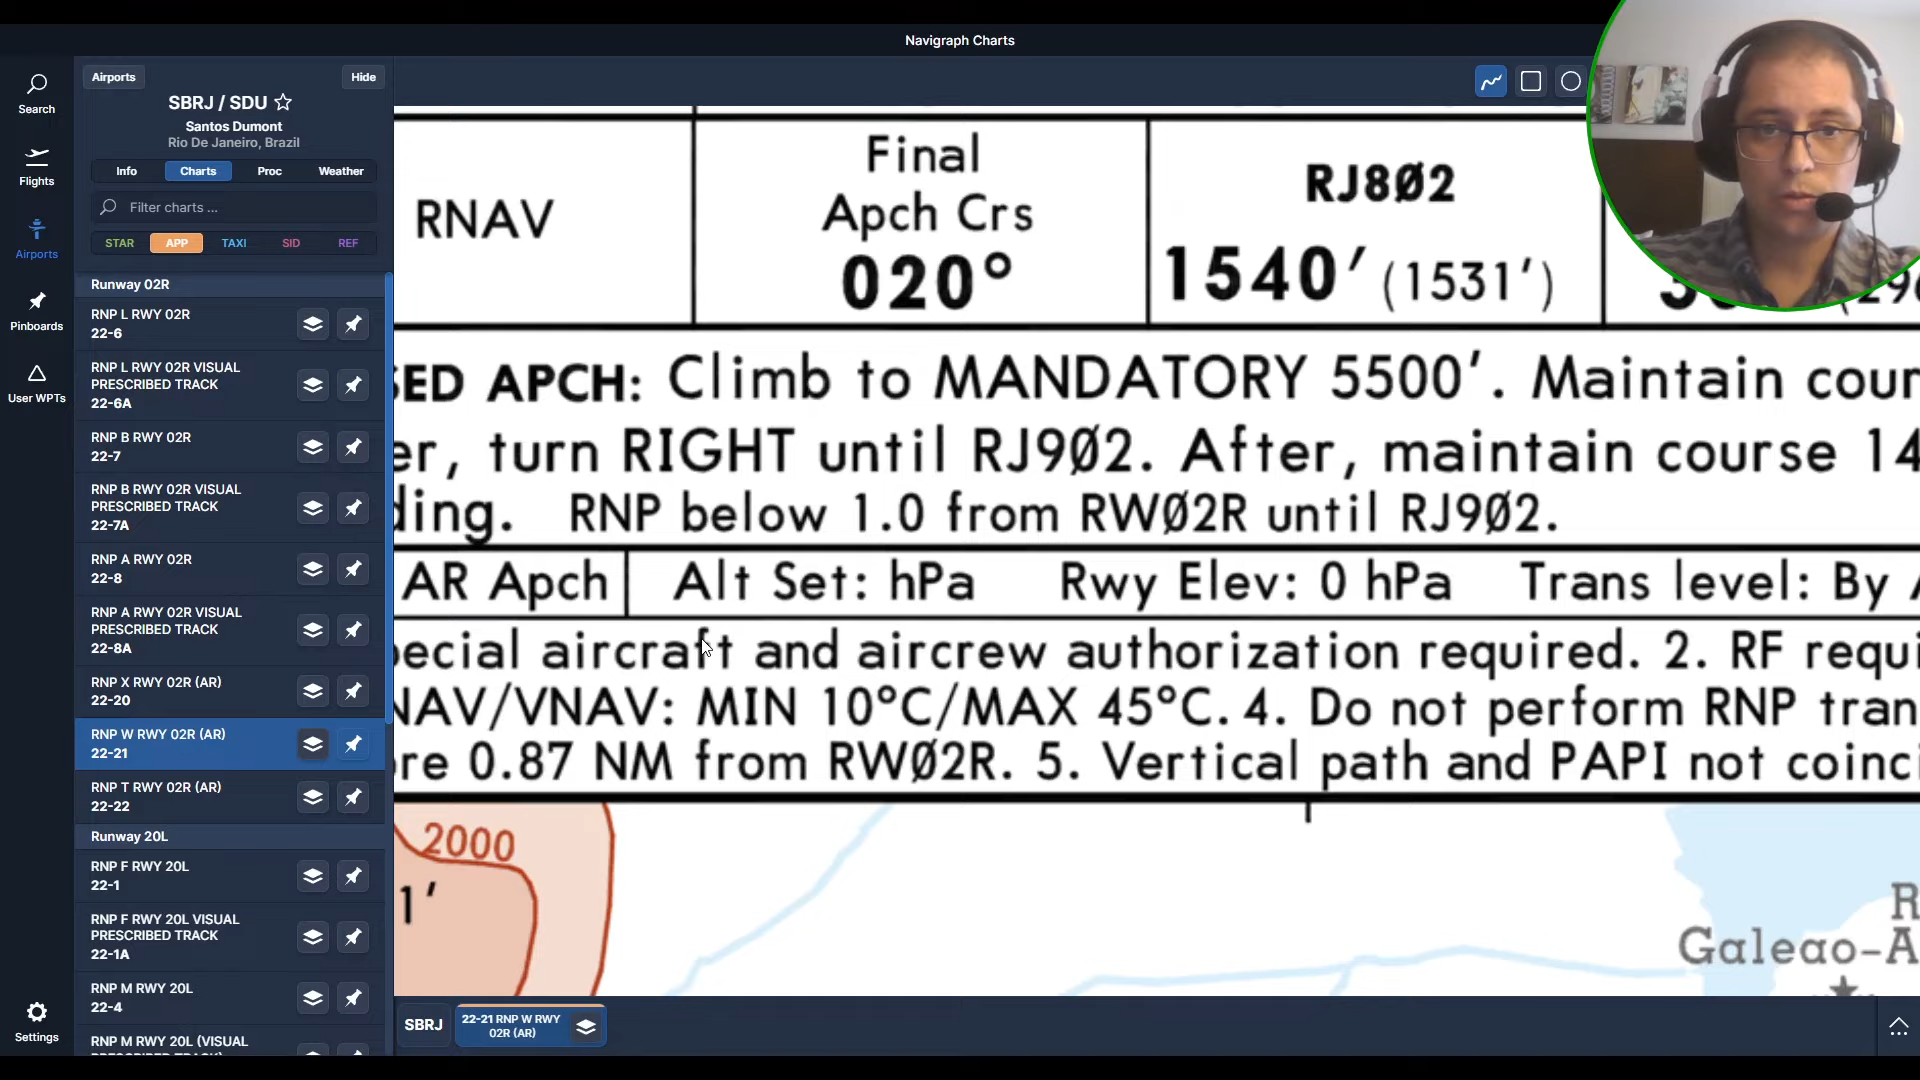 Navigraph Charts
Search
Flights
Airports
Pinboards
User WPTs
Settings
Airports
Hide
SBRJ / SDU
Santos Dumont
Rio De Janeiro, Brazil
Info
Charts
Proc
Weather
Filter charts ...
STAR
APP
TAXI
SID
REF
Runway 02R
RNP L RWY 02R
22-6
RNP L RWY 02R VISUAL
PRESCRIBED TRACK
22-6A
RNP B RWY 02R
22-7
RNP B RWY 02R VISUAL
PRESCRIBED TRACK
22-7A
RNP A RWY 02R
22-8
RNP A RWY 02R VISUAL
PRESCRIBED TRACK
22-8A
RNP X RWY 02R (AR)
22-20
RNP W RWY 02R (AR)
22-21
RNP T RWY 02R (AR)
22-22
Runway 20L
RNP F RWY 20L
22-1
RNP F RWY 20L VISUAL
PRESCRIBED TRACK
22-1A
RNP M RWY 20L
22-4
RNP M RWY 20L (VISUAL
RNAV
Final
Apch Crs
020°
RJ8Ø2
1540′ (1531′)
SED APCH: Climb to MANDATORY 5500′. Maintain cour
er, turn RIGHT until RJ9Ø2. After, maintain course 14
ding. RNP below 1.0 from RWØ2R until RJ9Ø2.
AR Apch
Alt Set: hPa Rwy Elev: 0 hPa Trans level: By A
pecial aircraft and aircrew authorization required. 2. RF requi
NAV/VNAV: MIN 10°C/MAX 45°C. 4. Do not perform RNP tran
re 0.87 NM from RWØ2R. 5. Vertical path and PAPI not coinci
2000
1′
R
Galeao-A
SBRJ
22-21 RNP W RWY
02R (AR)